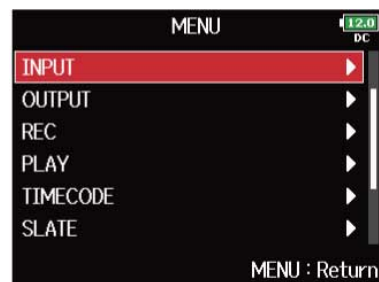 MENU
12.0
DC
INPUT
OUTPUT
REC
PLAY
TIMECODE
SLATE
MENU : Return